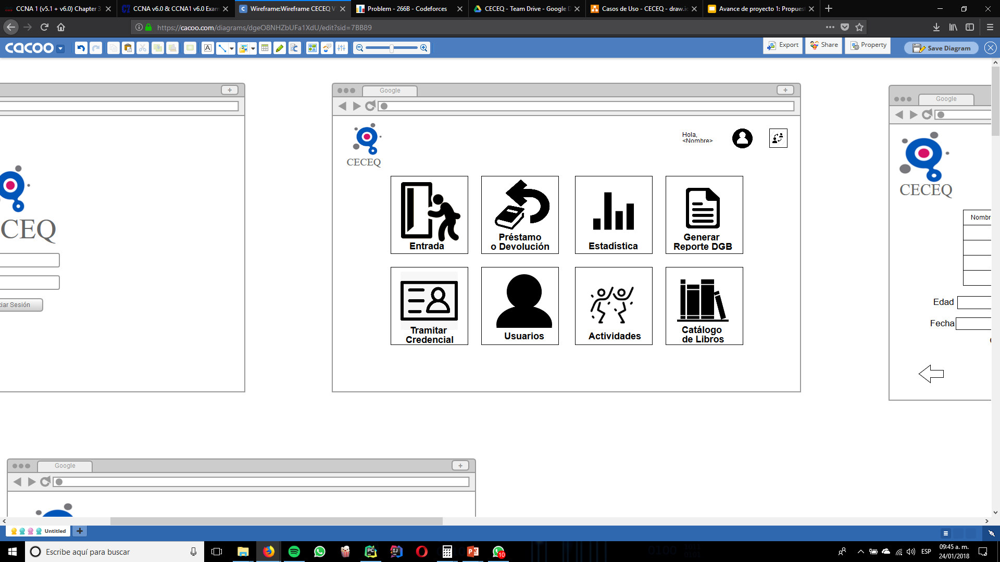 CCNA 1 (v5.1 + v6.0) Chapter 3
CCNA v6.0 & CCNA1 v6.0 Exam
Wireframe:Wireframe CECEQ V
Problem - 266B - Codeforces
CECEQ - Team Drive - Google D
Casos de Uso - CECEQ - draw.io
Avance de proyecto 1: Propues
https://cacoo.com/diagrams/dgeO8NHZbUFa1XdU/edit?sid=7BB89
cacoo
Export
Share
Property
Save Diagram
Google
Google
Hola,
<Nombre>
CECEQ
CECEQ
CEQ
Entrada
Préstamo
o Devolución
Estadística
Generar
Reporte DGB
Nombr
ciar Sesión
Tramitar
Credencial
Usuarios
Actividades
Catálogo
de Libros
Edad
Fecha
Google
Untitled
Escribe aquí para buscar
10
ESP
09:45 a. m.
24/01/2018